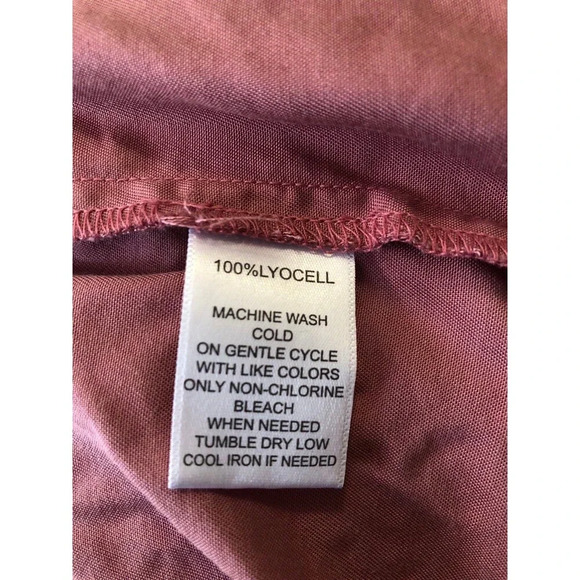 100%LYOCELL
MACHINE WASH
COLD
ON GENTLE CYCLE
WITH LIKE COLORS
ONLY NON-CHLORINE
BLEACH
WHEN NEEDED
TUMBLE DRY LOW
COOL IRON IF NEEDED